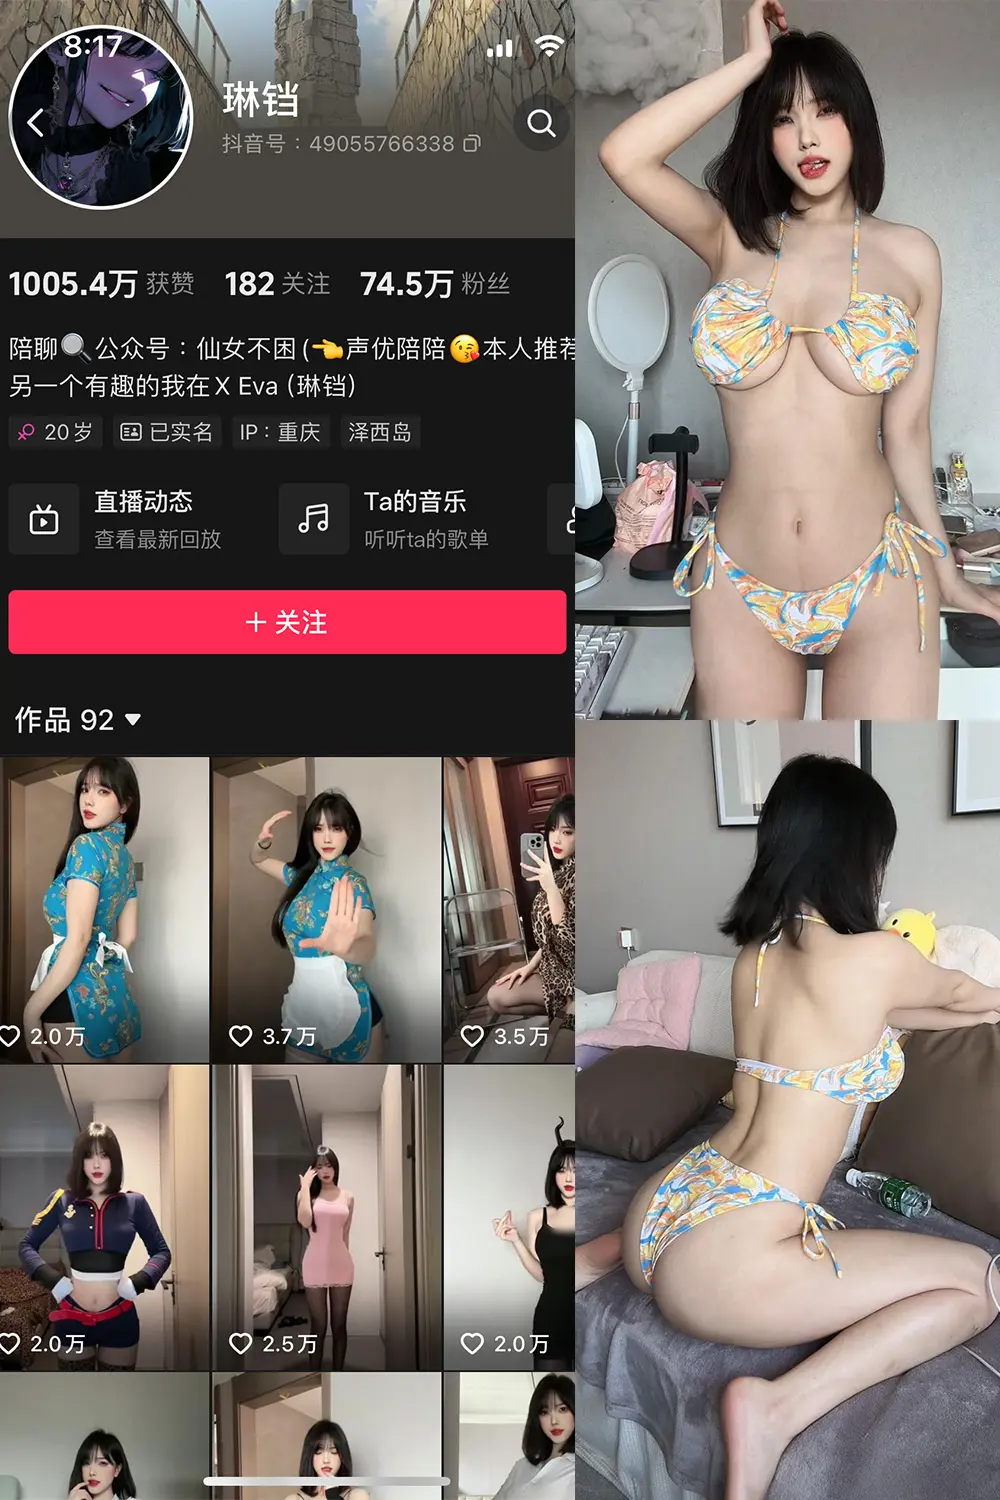 8:17
琳铛
抖音号：49055766338
1005.4万 获赞 182 关注 74.5万 粉丝
陪聊🔍公众号：仙女不困(👈声优陪陪😘本人推荐
另一个有趣的我在X Eva (琳铛)
20岁 已实名 IP：重庆 泽西岛
直播动态
查看最新回放
Ta的音乐
听听ta的歌单
+ 关注
作品 92
2.0万 3.7万 3.5万
2.0万 2.5万 2.0万